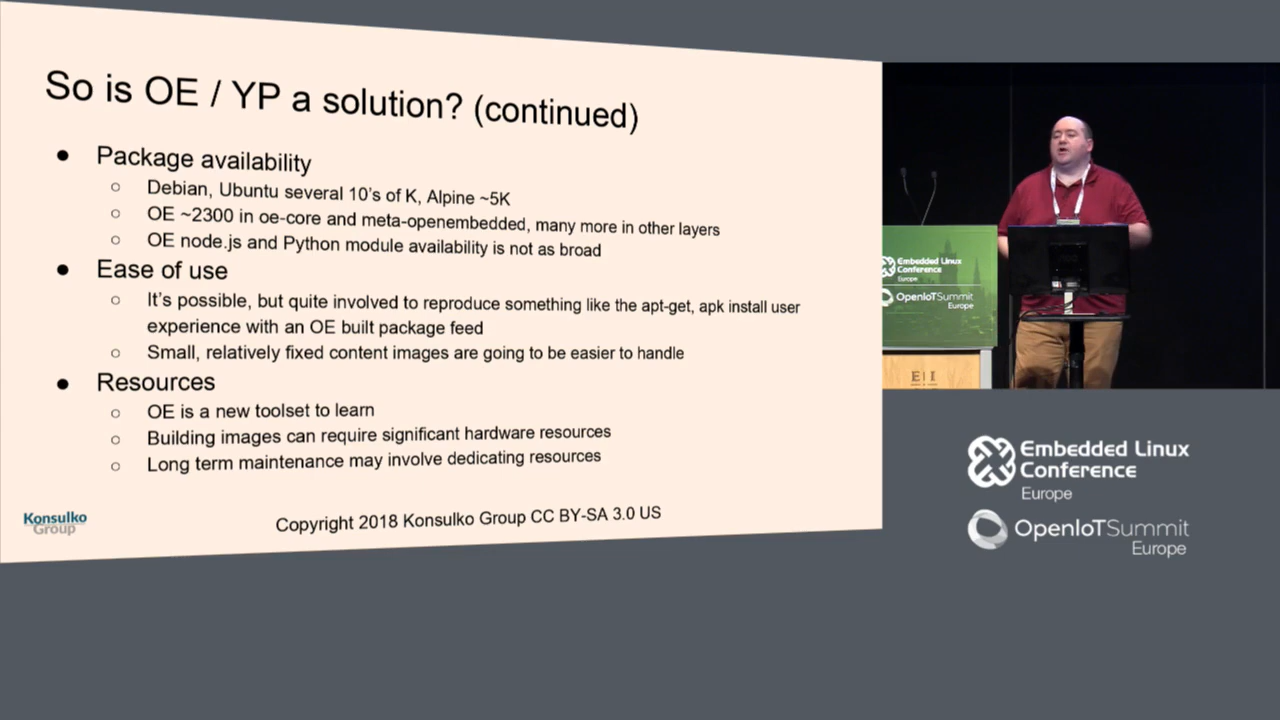 So is OE / YP a solution? (continued)
● Package availability
○ Debian, Ubuntu several 10's of K, Alpine ~5K
○ OE ~2300 in oe-core and meta-openembedded, many more in other layers
○ OE node.js and Python module availability is not as broad
● Ease of use
○ It's possible, but quite involved to reproduce something like the apt-get, apk install user
experience with an OE built package feed
○ Small, relatively fixed content images are going to be easier to handle
● Resources
○ OE is a new toolset to learn
○ Building images can require significant hardware resources
○ Long term maintenance may involve dedicating resources
Konsulko
Group
Copyright 2018 Konsulko Group CC BY-SA 3.0 US
Embedded Linux
Conference
Europe
OpenIoTSummit
Europe
Embedded Linux
Conference
Europe
OpenIoTSummit
Europe